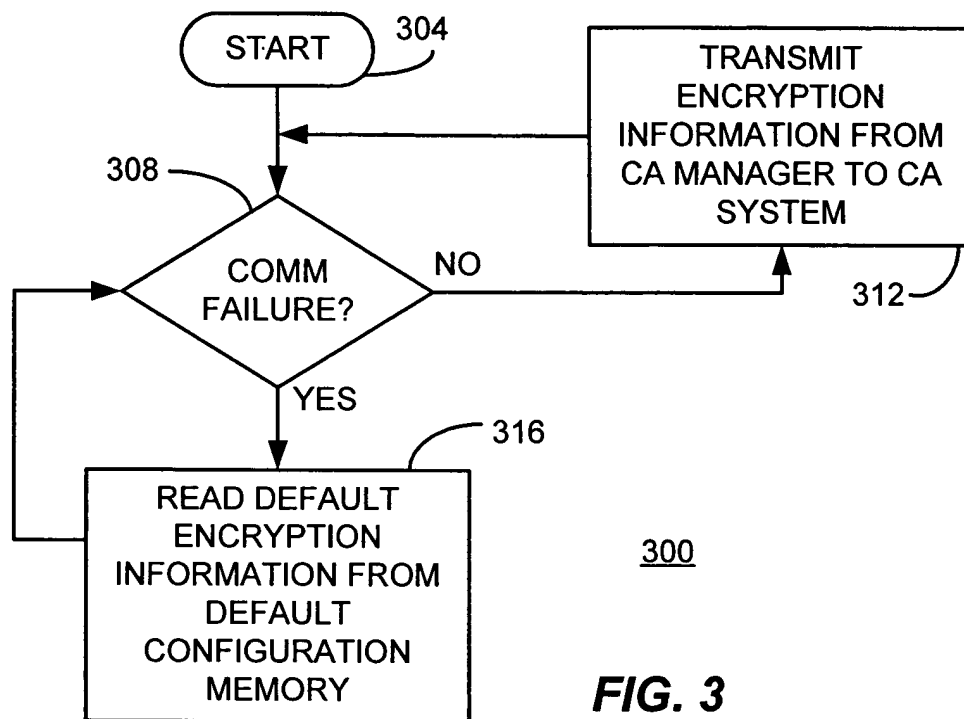 START
304
TRANSMIT
ENCRYPTION
INFORMATION FROM
CA MANAGER TO CA
SYSTEM
312
308
COMM
FAILURE?
NO
YES
316
READ DEFAULT
ENCRYPTION
INFORMATION FROM
DEFAULT
CONFIGURATION
MEMORY
300
FIG. 3